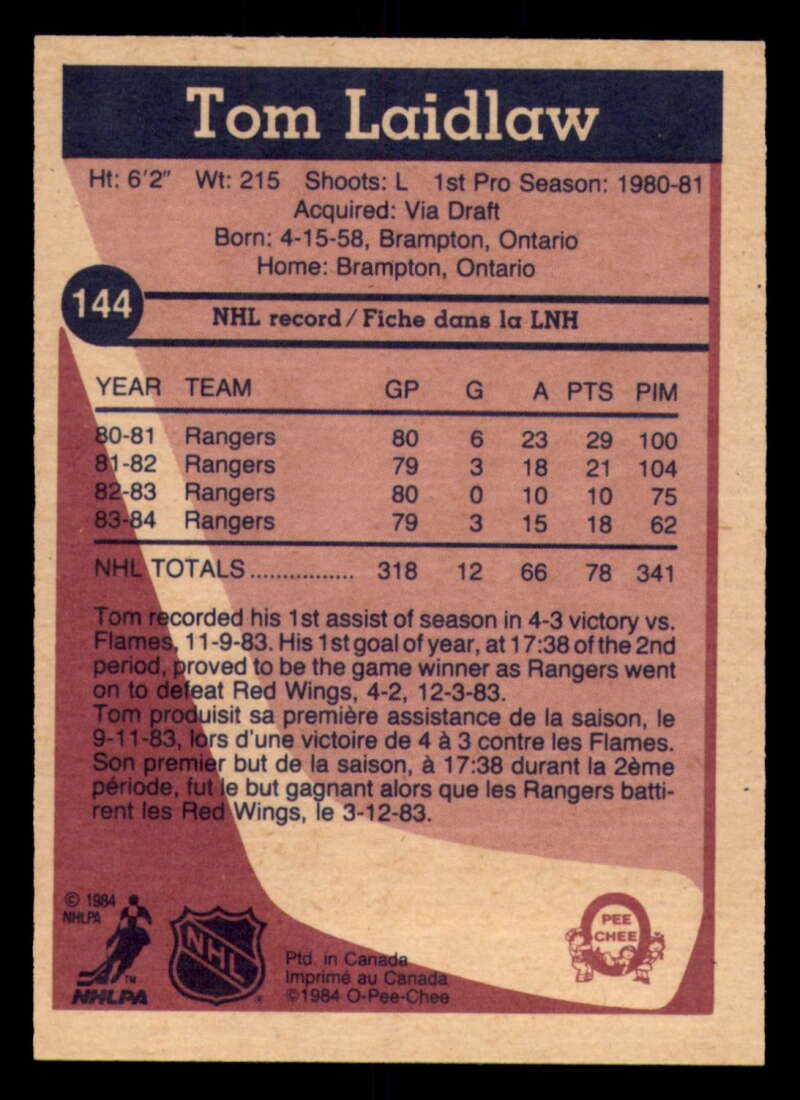 Tom Laidlaw
Ht: 6'2" Wt: 215 Shoots: L 1st Pro Season: 1980-81
Acquired: Via Draft
Born: 4-15-58, Brampton, Ontario
Home: Brampton, Ontario
144
NHL record/Fiche dans la LNH
YEAR TEAM GP G A PTS PIM
80-81 Rangers 80 6 23 29 100
81-82 Rangers 79 3 18 21 104
82-83 Rangers 80 0 10 10 75
83-84 Rangers 79 3 15 18 62
NHL TOTALS................ 318 12 66 78 341
Tom recorded his 1st assist of season in 4-3 victory vs.
Flames, 11-9-83. His 1st goal of year, at 17:38 of the 2nd
period, proved to be the game winner as Rangers went
on to defeat Red Wings, 4-2, 12-3-83.
Tom produisit sa première assistance de la saison, le
9-11-83, lors d'une victoire de 4 à 3 contre les Flames.
Son premier but de la saison, à 17:38 durant la 2ème
période, fut le but gagnant alors que les Rangers batti-
rent les Red Wings, le 3-12-83.
© 1984
NHLPA
TM
NHLPA
NHL
®
Ptd. in Canada
Imprimé au Canada
©1984 O-Pee-Chee
O
PEE
CHEE